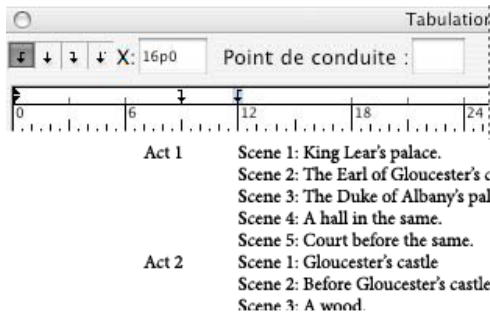 Tabulation
X: 16p0 Point de conduite :
0 6 12 18 24
Act 1 Scene 1: King Lear's palace.
Scene 2: The Earl of Gloucester's c
Scene 3: The Duke of Albany's pal
Scene 4: A hall in the same.
Scene 5: Court before the same.
Act 2 Scene 1: Gloucester's castle
Scene 2: Before Gloucester's castle
Scene 3: A wood.